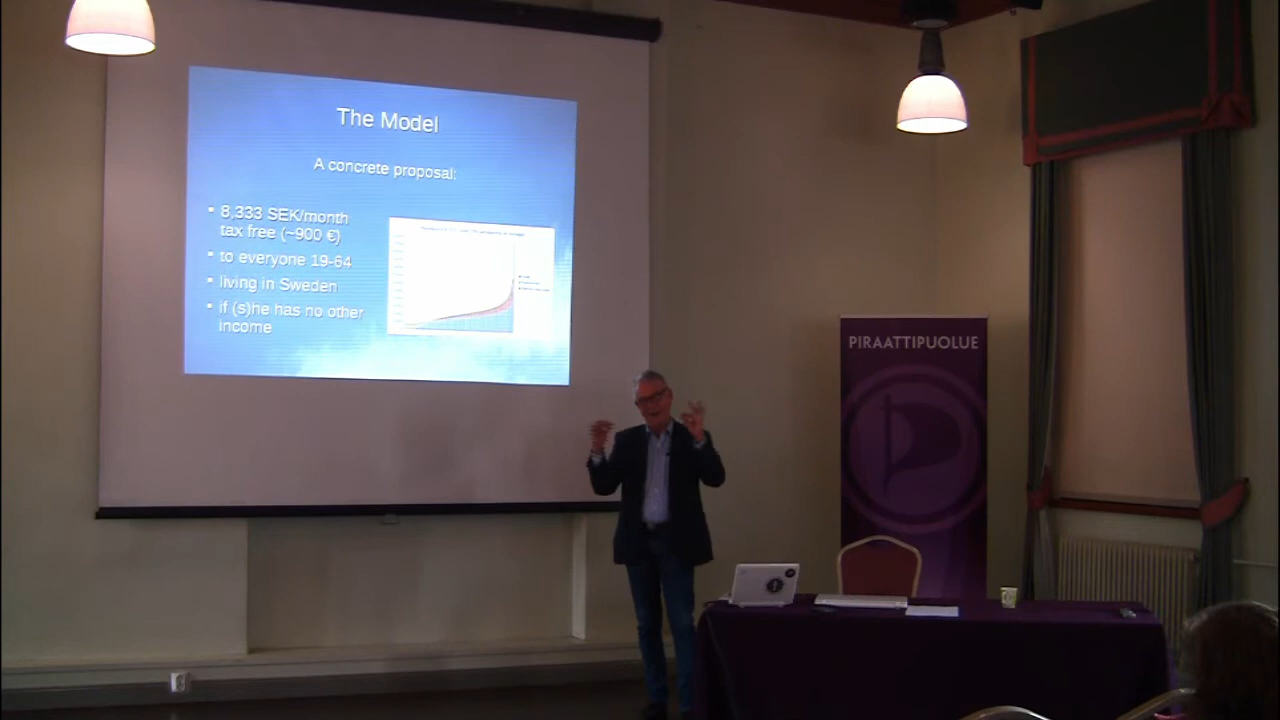 The Model
A concrete proposal:
8,333 SEK/month
tax free (~900 €)
to everyone 19-64
living in Sweden
if (s)he has no other
income
PIRAATTIPUOLUE